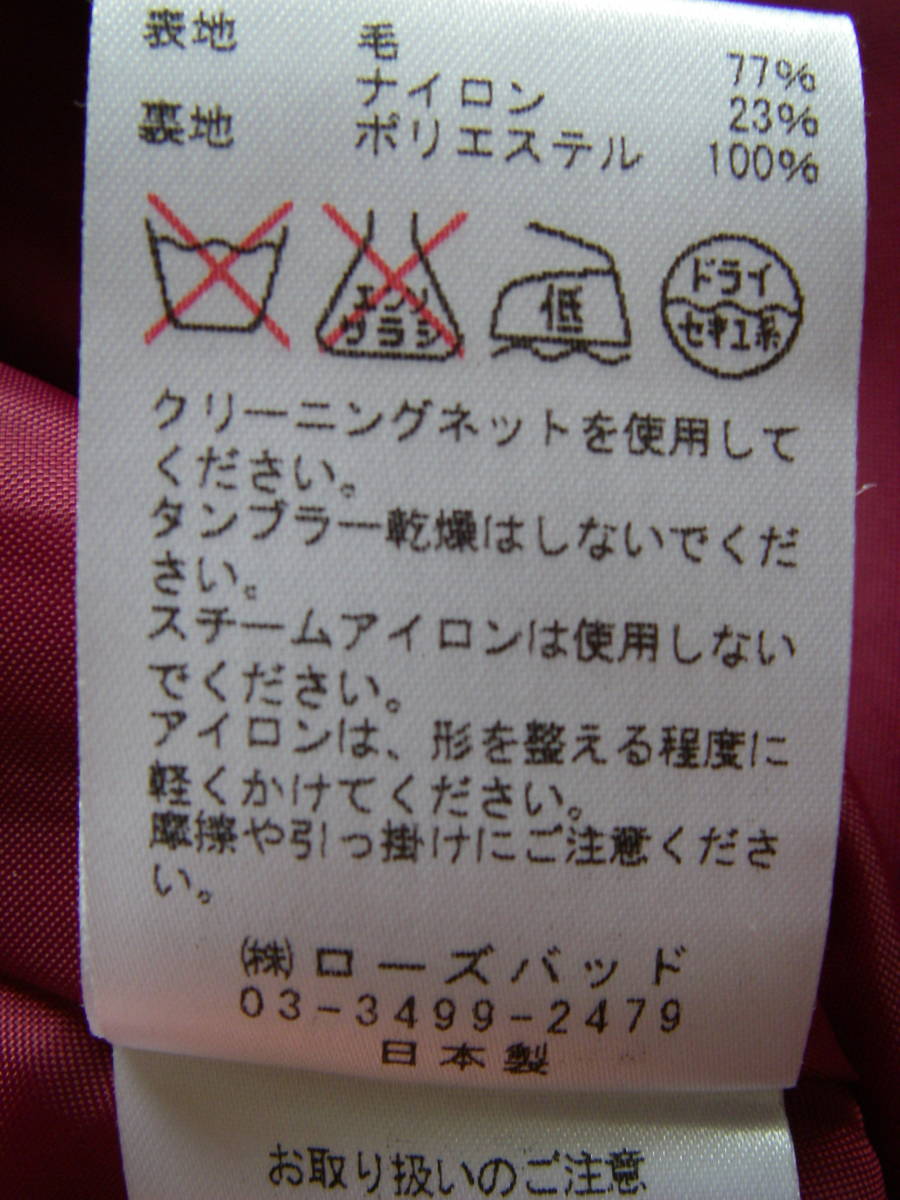 表地 毛 77%
ナイロン 23%
裏地 ポリエステル 100%
エンソ
サラシ
低
ドライ
セキユ系
クリーニングネットを使用して
ください。
タンブラー乾燥はしないでくだ
さい。
スチームアイロンは使用しない
でください。
アイロンは、形を整える程度に
軽くかけてください。
摩擦や引っ掛けにご注意くださ
い。
㈱ローズバッド
03-3499-2479
日本製
お取り扱いのご注意